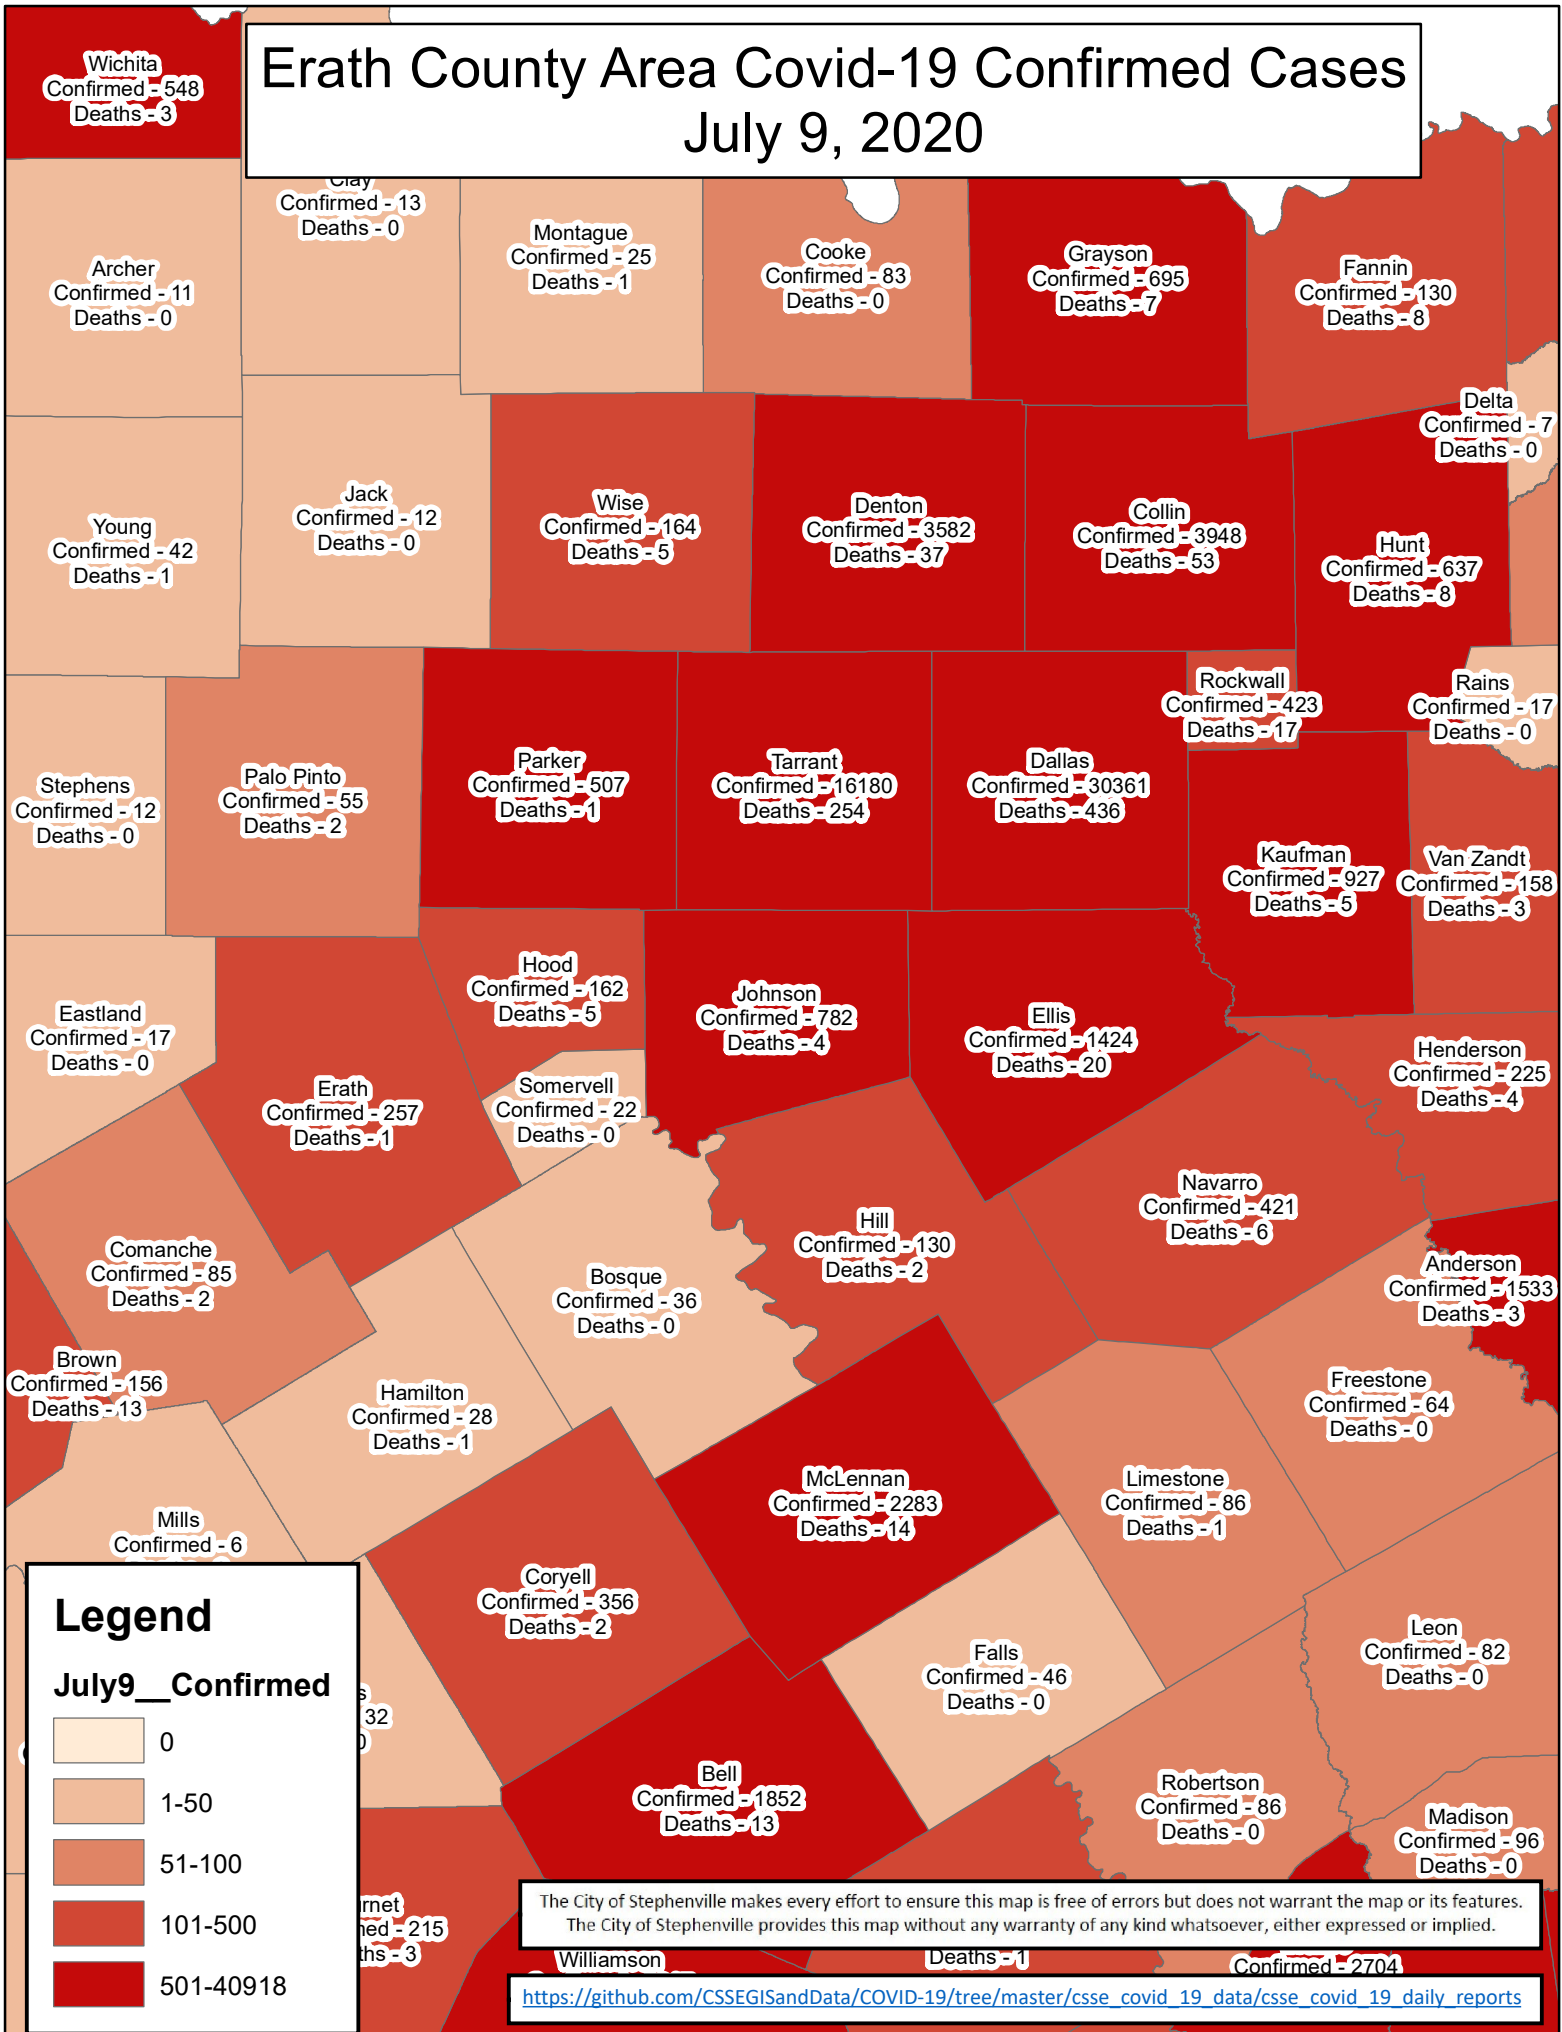 Erath County Area Covid-19 Confirmed Cases
July 9, 2020
Wichita
Confirmed - 548
Deaths - 3
Clay
Confirmed - 13
Deaths - 0
Montague
Confirmed - 25
Deaths - 1
Cooke
Confirmed - 83
Deaths - 0
Grayson
Confirmed - 695
Deaths - 7
Fannin
Confirmed - 130
Deaths - 8
Archer
Confirmed - 11
Deaths - 0
Delta
Confirmed - 7
Deaths - 0
Young
Confirmed - 42
Deaths - 1
Jack
Confirmed - 12
Deaths - 0
Wise
Confirmed - 164
Deaths - 5
Denton
Confirmed - 3582
Deaths - 37
Collin
Confirmed - 3948
Deaths - 53
Hunt
Confirmed - 637
Deaths - 8
Rockwall
Confirmed - 423
Deaths - 17
Rains
Confirmed - 17
Deaths - 0
Stephens
Confirmed - 12
Deaths - 0
Palo Pinto
Confirmed - 55
Deaths - 2
Parker
Confirmed - 507
Deaths - 1
Tarrant
Confirmed - 16180
Deaths - 254
Dallas
Confirmed - 30361
Deaths - 436
Kaufman
Confirmed - 927
Deaths - 5
Van Zandt
Confirmed - 158
Deaths - 3
Eastland
Confirmed - 17
Deaths - 0
Hood
Confirmed - 162
Deaths - 5
Johnson
Confirmed - 782
Deaths - 4
Ellis
Confirmed - 1424
Deaths - 20
Henderson
Confirmed - 225
Deaths - 4
Erath
Confirmed - 257
Deaths - 1
Somervell
Confirmed - 22
Deaths - 0
Navarro
Confirmed - 421
Deaths - 6
Comanche
Confirmed - 85
Deaths - 2
Bosque
Confirmed - 36
Deaths - 0
Hill
Confirmed - 130
Deaths - 2
Anderson
Confirmed - 1533
Deaths - 3
Brown
Confirmed - 156
Deaths - 13
Hamilton
Confirmed - 28
Deaths - 1
Freestone
Confirmed - 64
Deaths - 0
McLennan
Confirmed - 2283
Deaths - 14
Limestone
Confirmed - 86
Deaths - 1
Mills
Confirmed - 6
Coryell
Confirmed - 356
Deaths - 2
Falls
Confirmed - 46
Deaths - 0
Leon
Confirmed - 82
Deaths - 0
s
32
Bell
Confirmed - 1852
Deaths - 13
Robertson
Confirmed - 86
Deaths - 0
Madison
Confirmed - 96
Deaths - 0
rnet
ned - 215
ths - 3
Williamson
Deaths - 1
Confirmed - 2704
Legend
July9__Confirmed
0
1-50
51-100
101-500
501-40918
The City of Stephenville makes every effort to ensure this map is free of errors but does not warrant the map or its features.
The City of Stephenville provides this map without any warranty of any kind whatsoever, either expressed or implied.
https://github.com/CSSEGISandData/COVID-19/tree/master/csse_covid_19_data/csse_covid_19_daily_reports